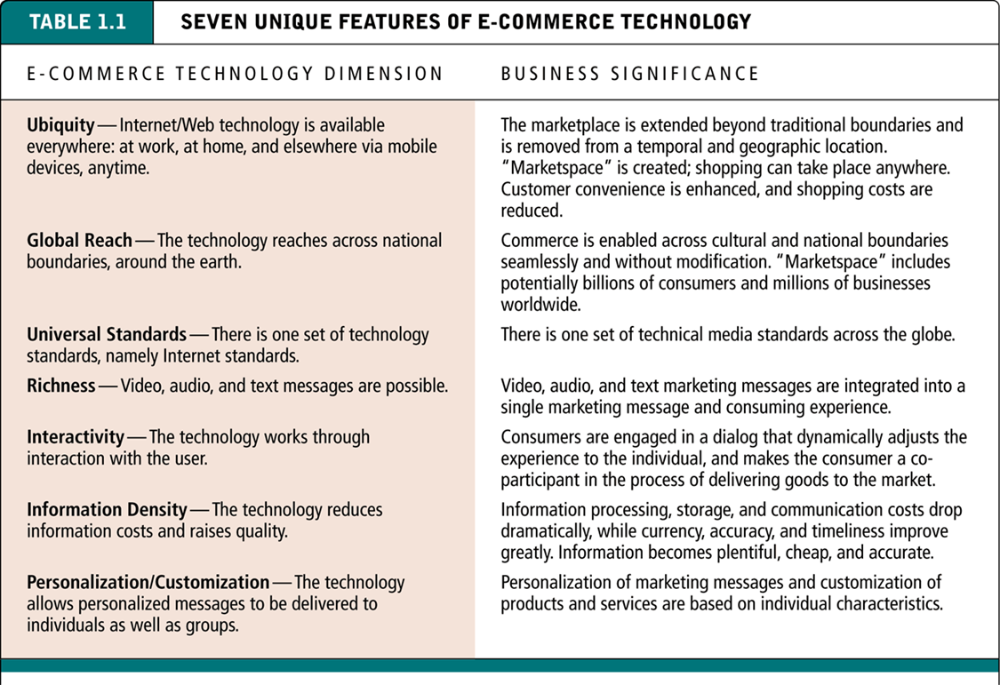 TABLE 1.1
SEVEN UNIQUE FEATURES OF E-COMMERCE TECHNOLOGY
E-COMMERCE TECHNOLOGY DIMENSION
BUSINESS SIGNIFICANCE
Ubiquity—Internet/Web technology is available
everywhere: at work, at home, and elsewhere via mobile
devices, anytime.
The marketplace is extended beyond traditional boundaries and
is removed from a temporal and geographic location.
“Marketspace” is created; shopping can take place anywhere.
Customer convenience is enhanced, and shopping costs are
reduced.
Global Reach—The technology reaches across national
boundaries, around the earth.
Commerce is enabled across cultural and national boundaries
seamlessly and without modification. “Marketspace” includes
potentially billions of consumers and millions of businesses
worldwide.
Universal Standards—There is one set of technology
standards, namely Internet standards.
There is one set of technical media standards across the globe.
Richness—Video, audio, and text messages are possible.
Video, audio, and text marketing messages are integrated into a
single marketing message and consuming experience.
Interactivity—The technology works through
interaction with the user.
Consumers are engaged in a dialog that dynamically adjusts the
experience to the individual, and makes the consumer a co-
participant in the process of delivering goods to the market.
Information Density—The technology reduces
information costs and raises quality.
Information processing, storage, and communication costs drop
dramatically, while currency, accuracy, and timeliness improve
greatly. Information becomes plentiful, cheap, and accurate.
Personalization/Customization—The technology
allows personalized messages to be delivered to
individuals as well as groups.
Personalization of marketing messages and customization of
products and services are based on individual characteristics.